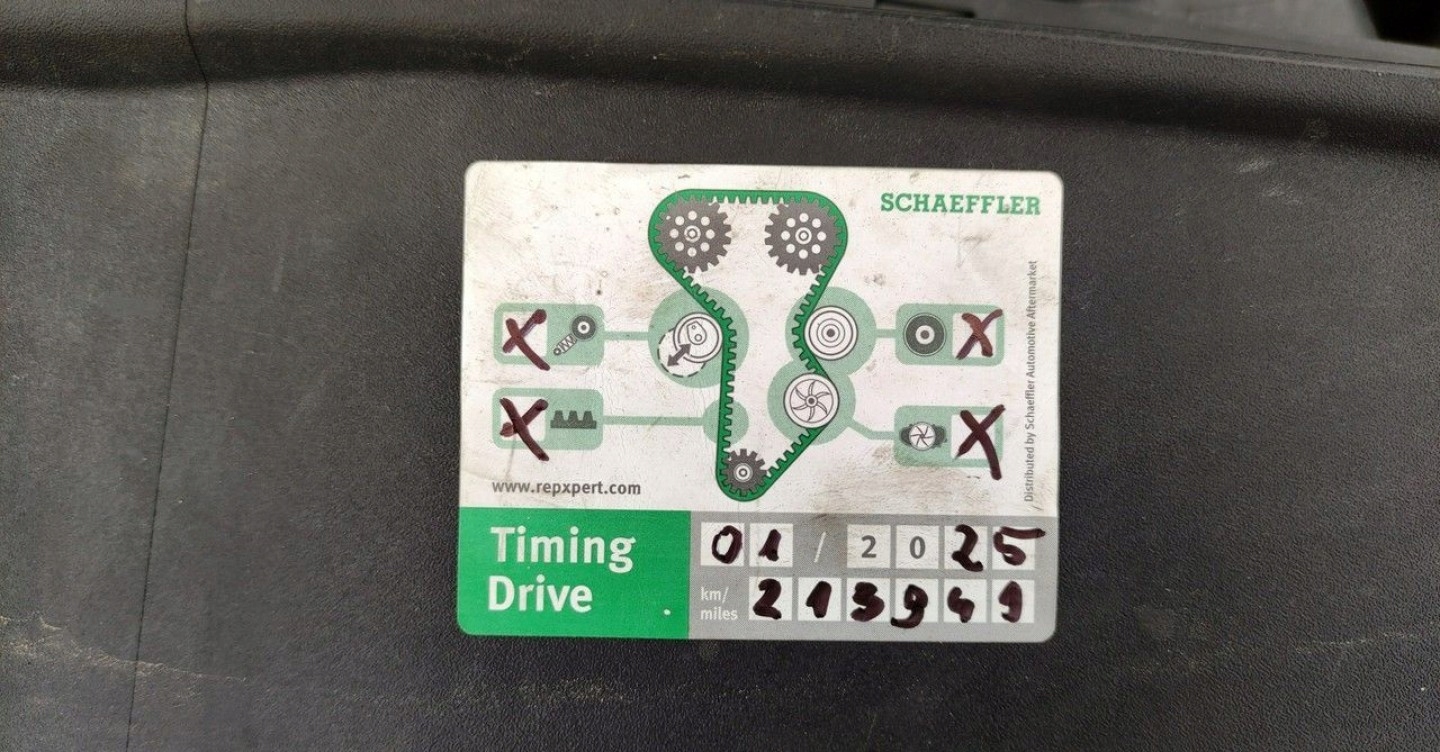 SCHAEFFLER
Distributed by Schaeffler Automotive Aftermarket
X
X
X
X
www.repxpert.com
Timing
Drive
01 / 2025
km/
miles
213949